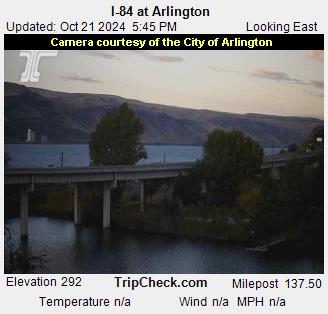 I-84 at Arlington
Updated: Oct 21 2024 5:45 PM Looking East
Camera courtesy of the City of Arlington
Elevation 292 TripCheck.com Milepost 137.50
Temperature n/a Wind n/a MPH n/a